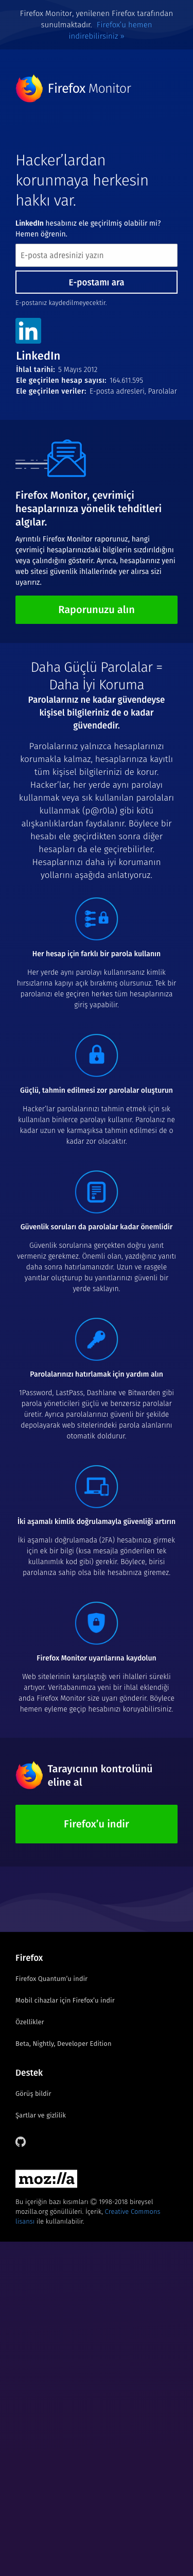 Firefox Monitor, yenilenen Firefox tarafından
sunulmaktadır. Firefox'u hemen
indirebilirsiniz »
Firefox Monitor
Hacker'lardan
korunmaya herkesin
hakkı var.
LinkedIn hesabınız ele geçirilmiş olabilir mi?
Hemen öğrenin.
E-posta adresinizi yazın
E-postamı ara
E-postanız kaydedilmeyecektir.
in
LinkedIn
İhlal tarihi: 5 Mayıs 2012
Ele geçirilen hesap sayısı: 164.611.595
Ele geçirilen veriler: E-posta adresleri, Parolalar
Firefox Monitor, çevrimiçi
hesaplarınıza yönelik tehditleri
algılar.
Ayrıntılı Firefox Monitor raporunuz, hangi
çevrimiçi hesaplarınızdaki bilgilerin sızdırıldığını
veya çalındığını gösterir. Ayrıca, hesaplarınız yeni
web sitesi güvenlik ihlallerinde yer alırsa sizi
uyarırız.
Raporunuzu alın
Daha Güçlü Parolalar =
Daha İyi Koruma
Parolalarınız ne kadar güvendeyse
kişisel bilgileriniz de o kadar
güvendedir.
Parolalarınız yalnızca hesaplarınızı
korumakla kalmaz, hesaplarınıza kayıtlı
tüm kişisel bilgilerinizi de korur.
Hacker'lar, her yerde aynı parolayı
kullanmak veya sık kullanılan parolaları
kullanmak (p@r0la) gibi kötü
alışkanlıklardan faydalanır. Böylece bir
hesabı ele geçirdikten sonra diğer
hesapları da ele geçirebilirler.
Hesaplarınızı daha iyi korumanın
yollarını aşağıda anlatıyoruz.
Her hesap için farklı bir parola kullanın
Her yerde aynı parolayı kullanırsanız kimlik
hırsızlarına kapıyı açık bırakmış olursunuz. Tek bir
parolanızı ele geçiren herkes tüm hesaplarınıza
giriş yapabilir.
Güçlü, tahmin edilmesi zor parolalar oluşturun
Hacker'lar parolalarınızı tahmin etmek için sık
kullanılan binlerce parolayı kullanır. Parolanız ne
kadar uzun ve karmaşıksa tahmin edilmesi de o
kadar zor olacaktır.
Güvenlik soruları da parolalar kadar önemlidir
Güvenlik sorularına gerçekten doğru yanıt
vermeniz gerekmez. Önemli olan, yazdığınız yanıtı
daha sonra hatırlamanızdır. Uzun ve rasgele
yanıtlar oluşturup bu yanıtlarınızı güvenli bir
yerde saklayın.
Parolalarınızı hatırlamak için yardım alın
1Password, LastPass, Dashlane ve Bitwarden gibi
parola yöneticileri güçlü ve benzersiz parolalar
üretir. Ayrıca parolalarınızı güvenli bir şekilde
depolayarak web sitelerindeki parola alanlarını
otomatik doldurur.
İki aşamalı kimlik doğrulamayla güvenliği artırın
İki aşamalı doğrulamada (2FA) hesabınıza girmek
için ek bir bilgi (kısa mesajla gönderilen tek
kullanımlık kod gibi) gerekir. Böylece, birisi
parolanıza sahip olsa bile hesabınıza giremez.
Firefox Monitor uyarılarına kaydolun
Web sitelerinin karşılaştığı veri ihlalleri sürekli
artıyor. Veritabanımıza yeni bir ihlal eklendiği
anda Firefox Monitor size uyarı gönderir. Böylece
hemen eyleme geçip hesabınızı koruyabilirsiniz.
Tarayıcının kontrolünü
eline al
Firefox'u indir
Firefox
Firefox Quantum'u indir
Mobil cihazlar için Firefox'u indir
Özellikler
Beta, Nightly, Developer Edition
Destek
Görüş bildir
Şartlar ve gizlilik
moz://a
Bu içeriğin bazı kısımları © 1998-2018 bireysel
mozilla.org gönüllüleri. İçerik, Creative Commons
lisansı ile kullanılabilir.